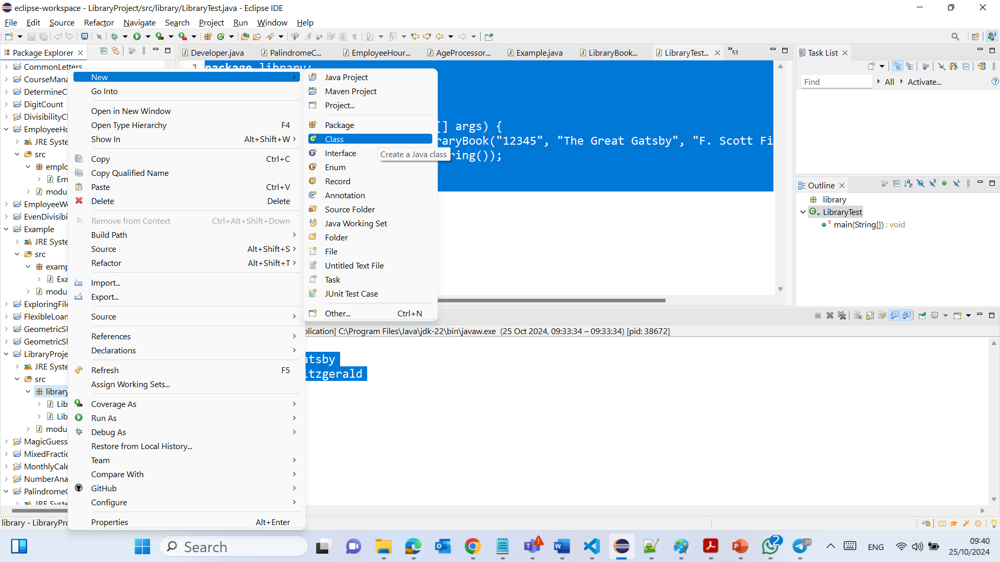 eclipse-workspace - LibraryProject/src/library/LibraryTest.java - Eclipse IDE
File Edit Source Refactor Navigate Search Project Run Window Help
Package Explorer
Developer.java PalindromeC... EmployeeHour... AgeProcessor... Example.java LibraryBook... LibraryTest... 53
Task List
CommonLetters
CourseMana
DetermineC
DigitCount
DivisibilityCl
EmployeeHo
JRE Syste
src
emplo
Em
modu
EmployeeWo
EvenDivisibi
Example
JRE Syste
src
examp
Exa
modu
ExploringFile
FlexibleLoan
GeometricSh
GeometricSh
LibraryProje
JRE Syste
src
library
Lib
Lib
modu
MagicGuess
MixedFractio
MonthlyCale
NumberAna
PalindromeC
JRE Syste
New
Go Into
Open in New Window
Open Type Hierarchy F4
Show In Alt+Shift+W
Copy Ctrl+C
Copy Qualified Name
Paste Ctrl+V
Delete Delete
Remove from Context Ctrl+Alt+Shift+Down
Build Path
Source Alt+Shift+S
Refactor Alt+Shift+T
Import...
Export...
Source
References
Declarations
Refresh F5
Assign Working Sets...
Coverage As
Run As
Debug As
Restore from Local History...
Team
Compare With
GitHub
Configure
Properties Alt+Enter
Java Project
Maven Project
Project...
Package
Class
Interface
Enum
Record
Annotation
Source Folder
Java Working Set
Folder
File
Untitled Text File
Task
JUnit Test Case
Other... Ctrl+N
Create a Java class
1 package library;
[] args) {
raryBook("12345", "The Great Gatsby", "F. Scott Fi
ring());
Find All Activate...
Outline
library
LibraryTest
main(String[]) : void
plication] C:\Program Files\Java\jdk-22\bin\javaw.exe (25 Oct 2024, 09:33:34 – 09:33:34) [pid: 38672]
atsby
itzgerald
library - LibraryPro
Search
2
39
ENG
09:40
25/10/2024